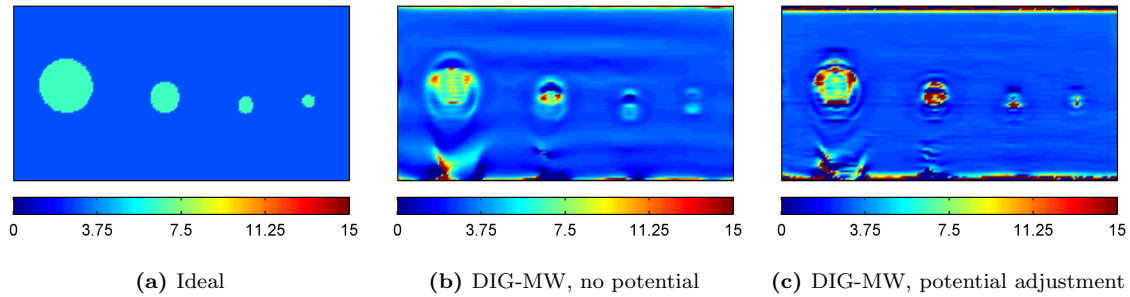 0 3.75 7.5 11.25 15
0 3.75 7.5 11.25 15
0 3.75 7.5 11.25 15
(a) Ideal
(b) DIG-MW, no potential
(c) DIG-MW, potential adjustment